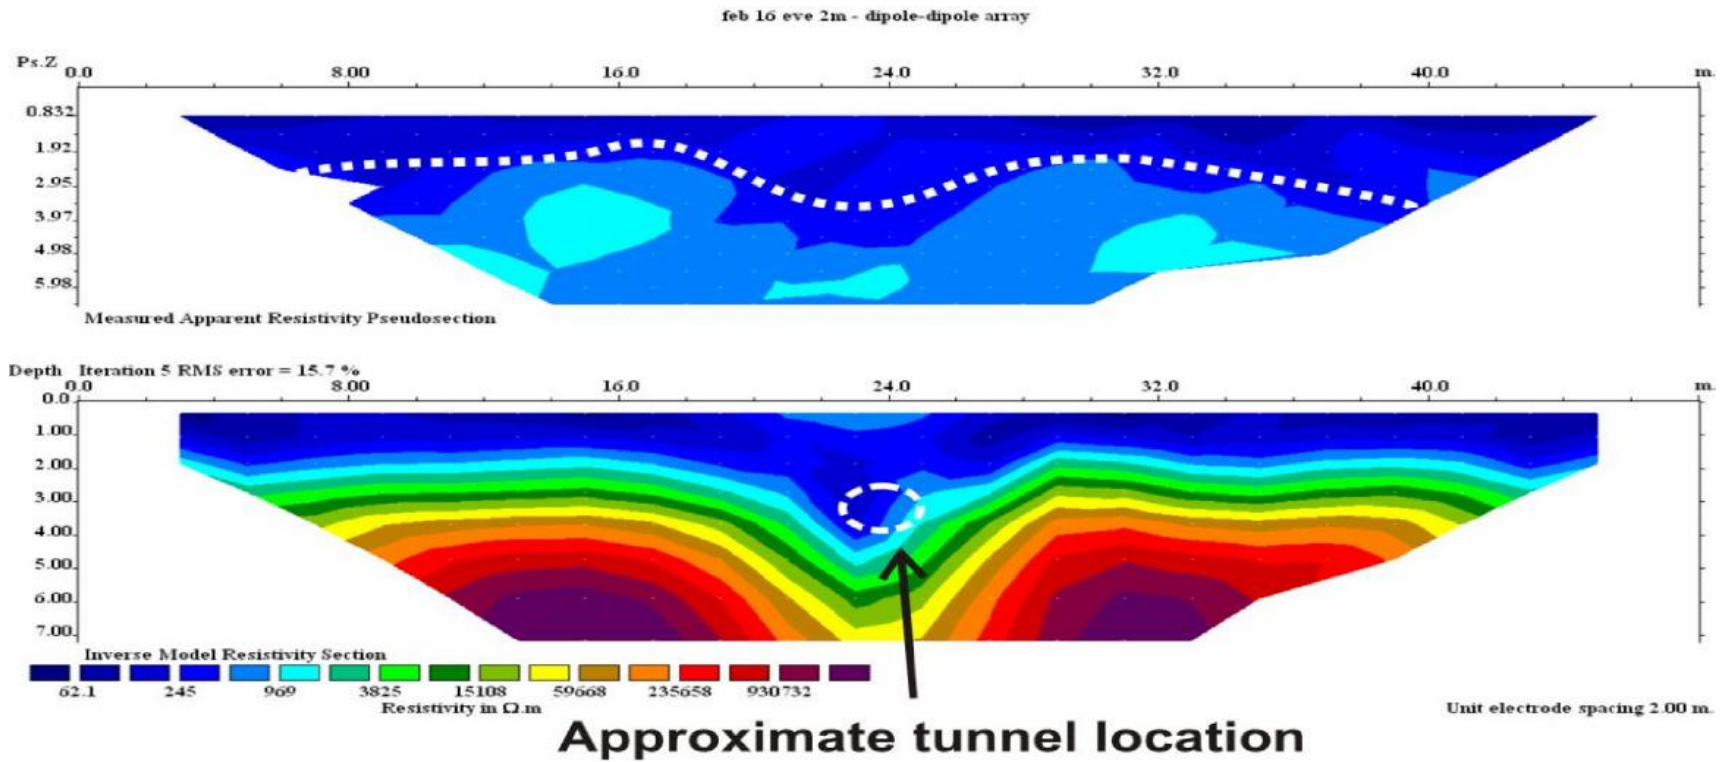 feb 16 eve 2m - dipole-dipole array
Ps.Z 0.0 8.00 16.0 24.0 32.0 40.0 m.
0.832
1.92
2.95
3.97
4.98
5.98
Measured Apparent Resistivity Pseudosection
Depth Iteration 5 RMS error = 15.7 %
0.0 8.00 16.0 24.0 32.0 40.0 m.
0.0
1.00
2.00
3.00
4.00
5.00
6.00
7.00
Inverse Model Resistivity Section
62.1 245 969 3825 15108 59668 235658 930732
Resistivity in Ω.m
Unit electrode spacing 2.00 m.
Approximate tunnel location